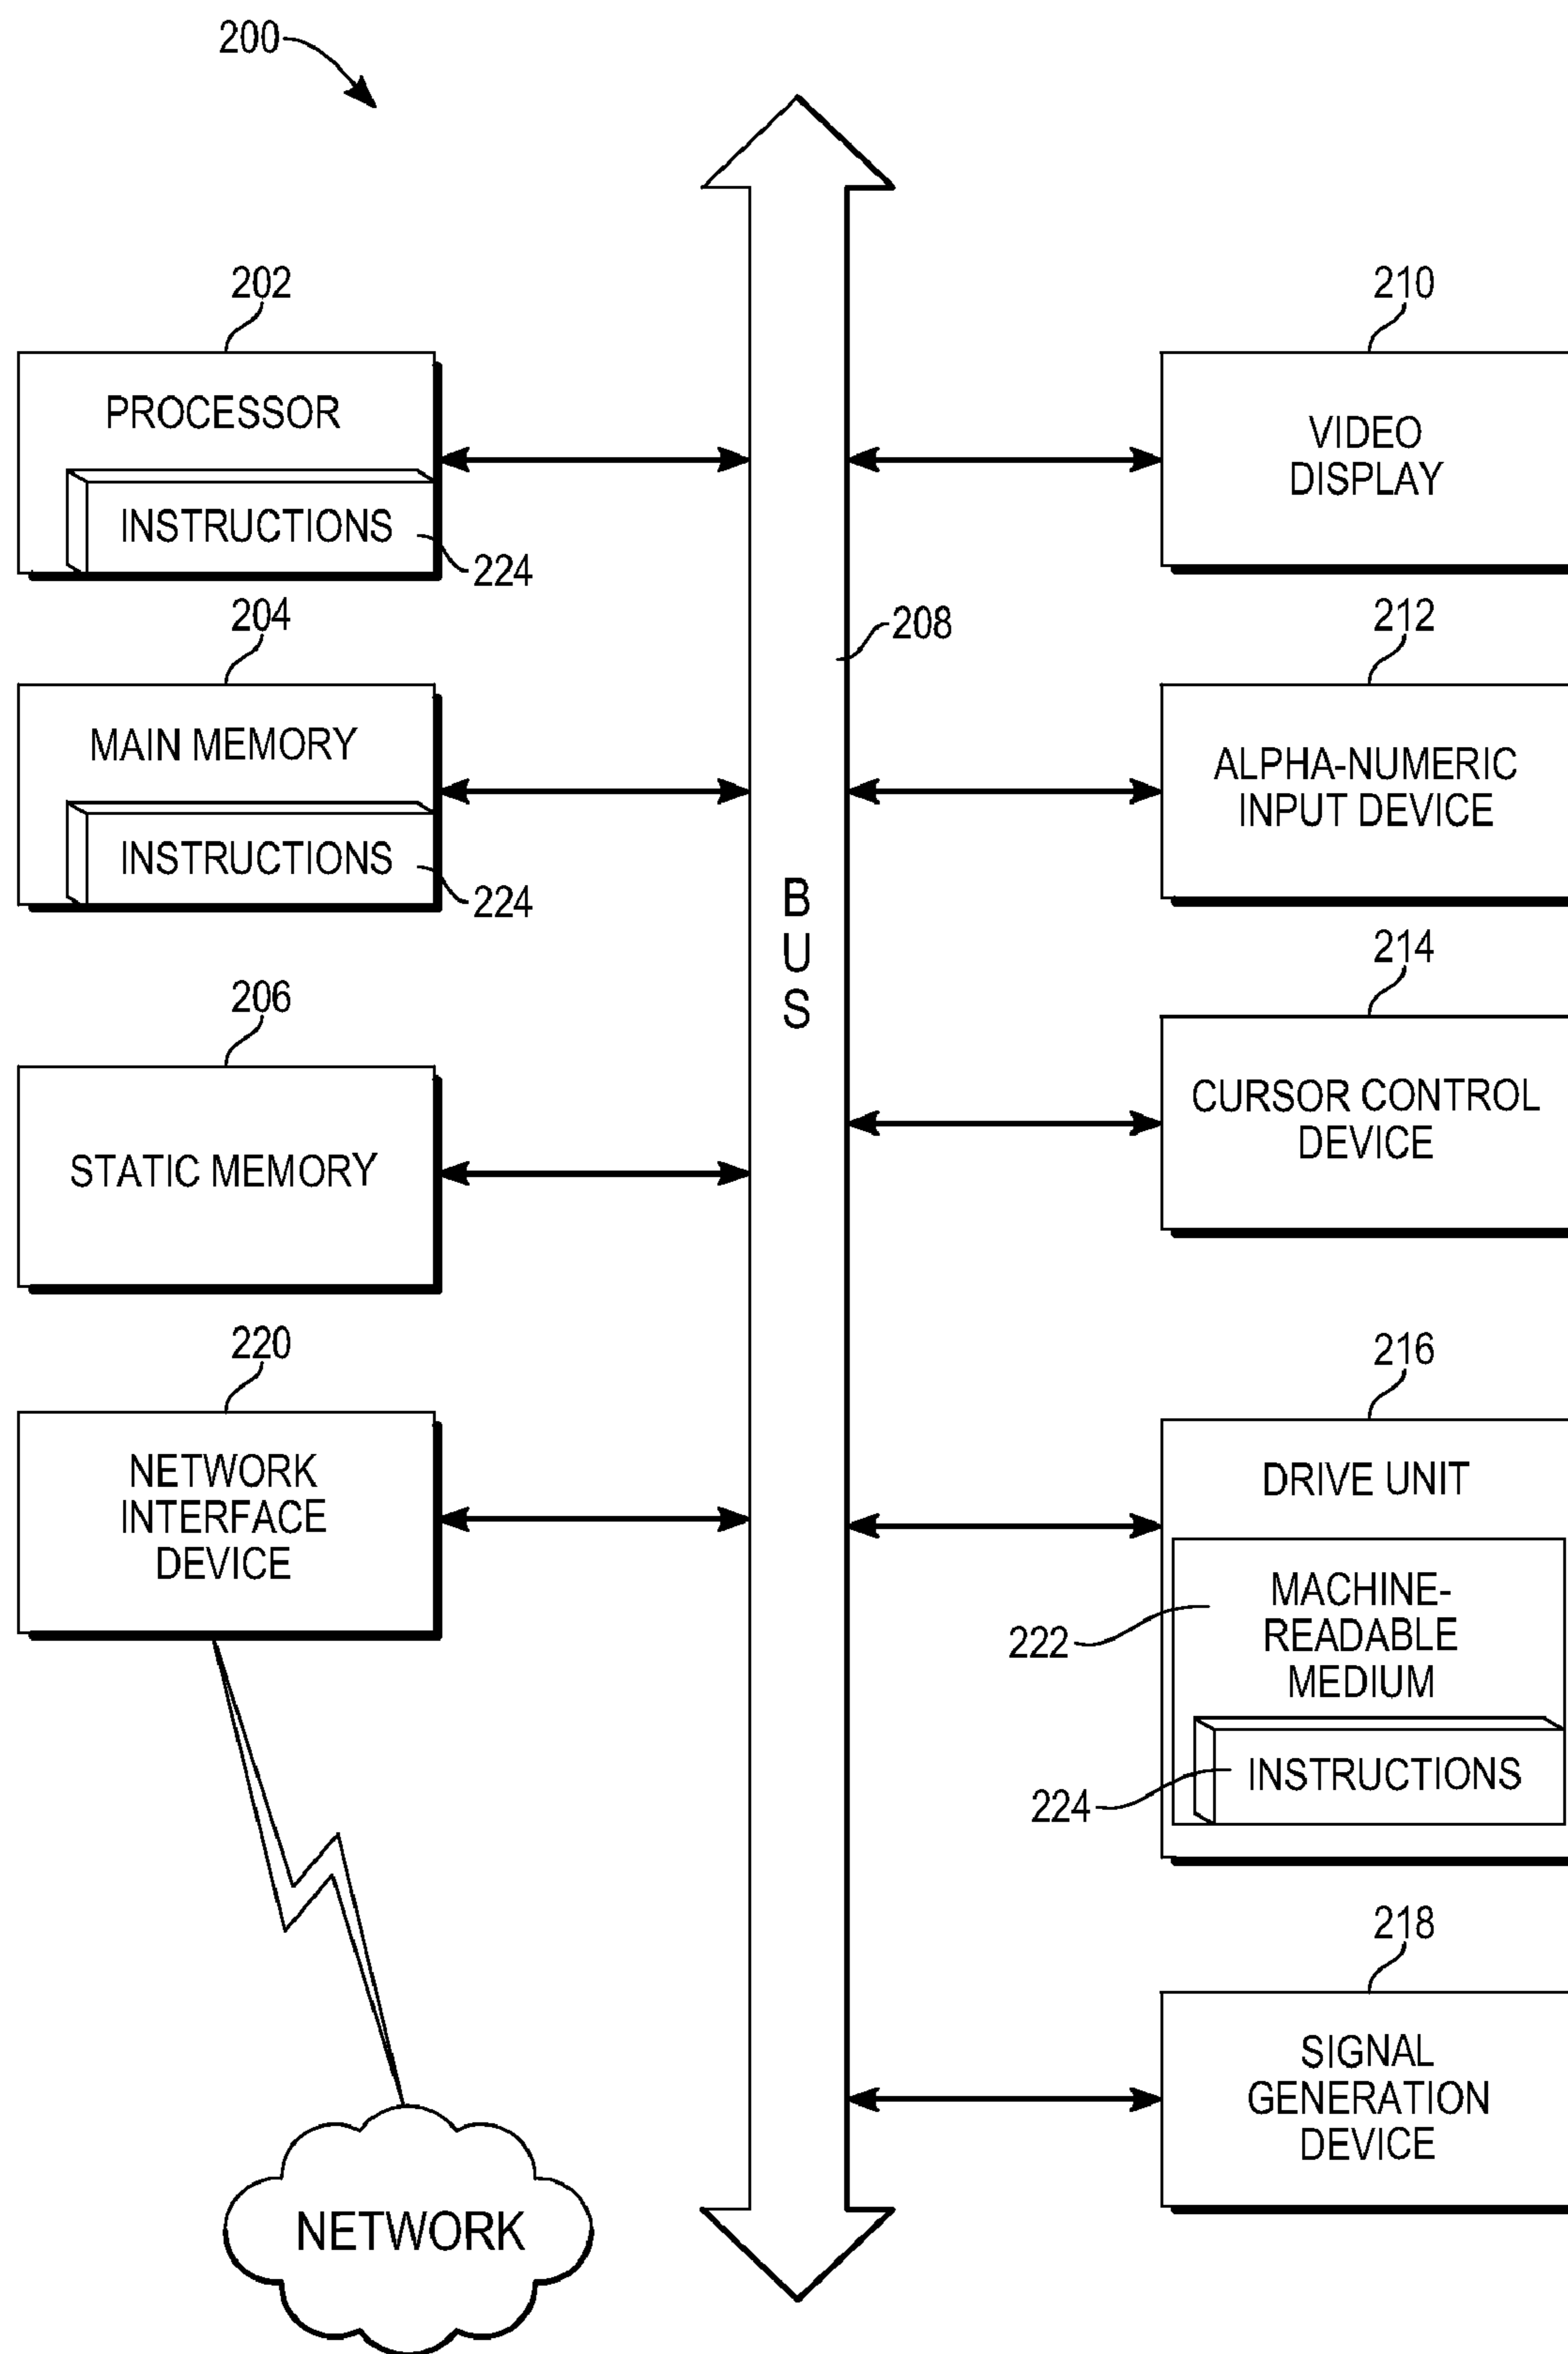 200
202
PROCESSOR
INSTRUCTIONS
224
204
MAIN MEMORY
INSTRUCTIONS
224
206
STATIC MEMORY
220
NETWORK
INTERFACE
DEVICE
NETWORK
208
B
U
S
210
VIDEO
DISPLAY
212
ALPHA-NUMERIC
INPUT DEVICE
214
CURSOR CONTROL
DEVICE
216
DRIVE UNIT
222
MACHINE-
READABLE
MEDIUM
224
INSTRUCTIONS
218
SIGNAL
GENERATION
DEVICE